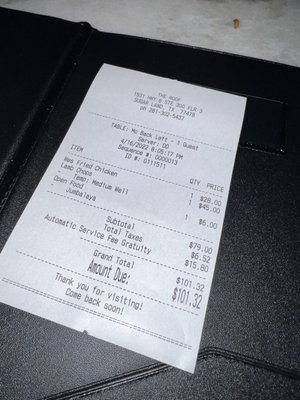 THE ROOF
1531 HWY 6 STE 300 FLR 3
SUGAR LAND, TX 77478
ph 281-302-5437
TABLE: Mc Back Left - 1 Guest
Server: DD
4/16/2022 8:05:17 PM
Sequence #: 0000013
ID #: 0111511
ITEM QTY PRICE
Fried Chicken 1 $28.00
Lamb Chops 1 $45.00
Temp: Medium Well
Open Food 1 $6.00
- Jumbalaya
Subtotal $79.00
Total Taxes $6.52
Automatic Service Fee Gratuity $15.80
Grand Total $101.32
Amount Due: $101.32
Thank you for visiting!
Come back soon!